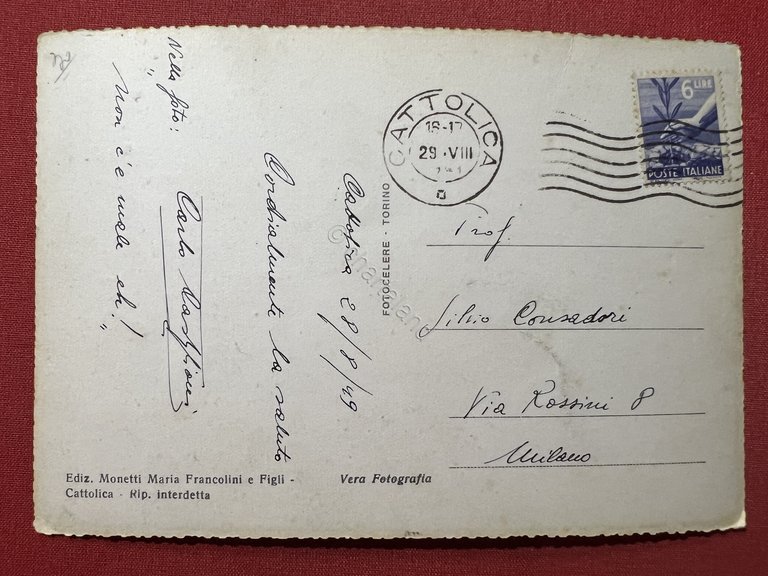 Cattolica 28/8/49
Cordialmente la saluto
Carlo
Nella foto:
"Non c'è male eh!"
FOTOCELERE - TORINO
CATTOLICA
16-17
29 · VIII
6 LIRE
POSTE ITALIANE
Prof.
Silvio Consadori
Via Rossini 8
Milano
Ediz. Monetti Maria Francolini e Figli -
Cattolica - Rip. interdetta
Vera Fotografia